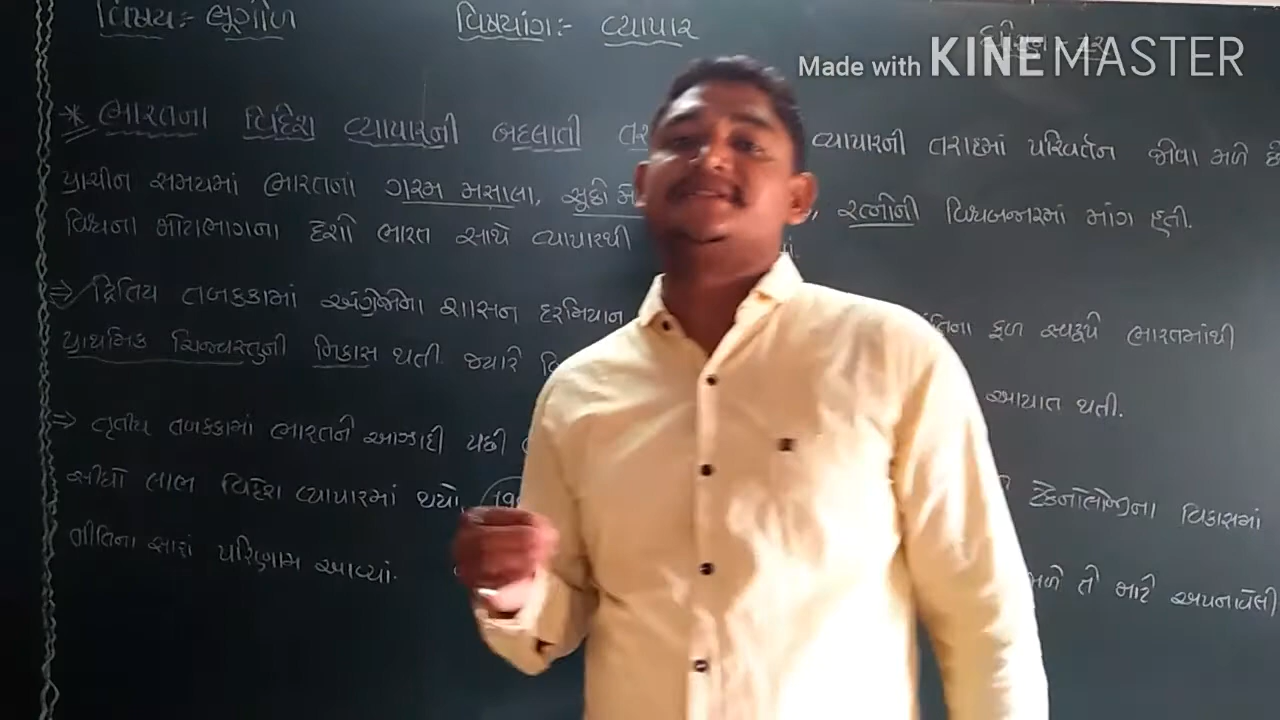 વિષય:- ભૂગોળ વિષયાંગ:- વ્યાપાર
Made with KINEMASTER
* ભારતના વિદેશ વ્યાપારની બદલાતી વ્યાપારની તરાહમાં પરિવર્તન જોવા મળે છે
પ્રાચીન સમયમાં ભારતનાં ગરમ મસાલા, સુકો , રત્નોની વિશ્વબજારમાં માંગ હતી.
વિશ્વના મોટાભાગના દેશો ભારત સાથે વ્યાપારથી
⇒ દ્રિતિય તબક્કામાં અંગ્રેજોના શાસન દરમિયાન ફળ સ્વરૂપે ભારતમાંથી
પ્રાથમિક ચિજવસ્તુની નિકાસ થતી. જ્યારે આયાત થતી.
⇒ તૃતીય તબક્કામાં ભારતની આઝાદી પછી
સીધો લાભ વિદેશ વ્યાપારમાં થયો. ટેકનોલોજીના વિકાસમાં
નીતિના સારાં પરિણામ આવ્યાં. મળે તે માટે અપનાવેલી